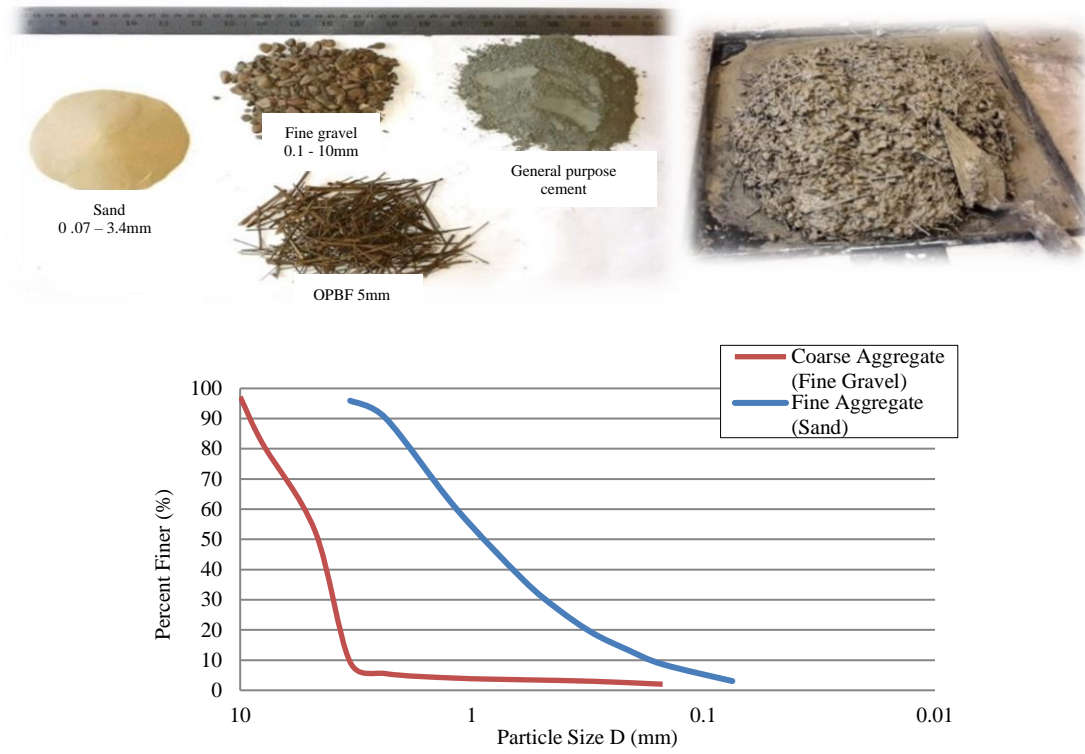 Fine gravel
0.1 - 10mm
General purpose
cement
Sand
0 .07 – 3.4mm
OPBF 5mm
Coarse Aggregate
(Fine Gravel)
Fine Aggregate
(Sand)
100
90
80
70
60
50
40
30
20
10
0
Percent Finer (%)
10
1
0.1
0.01
Particle Size D (mm)